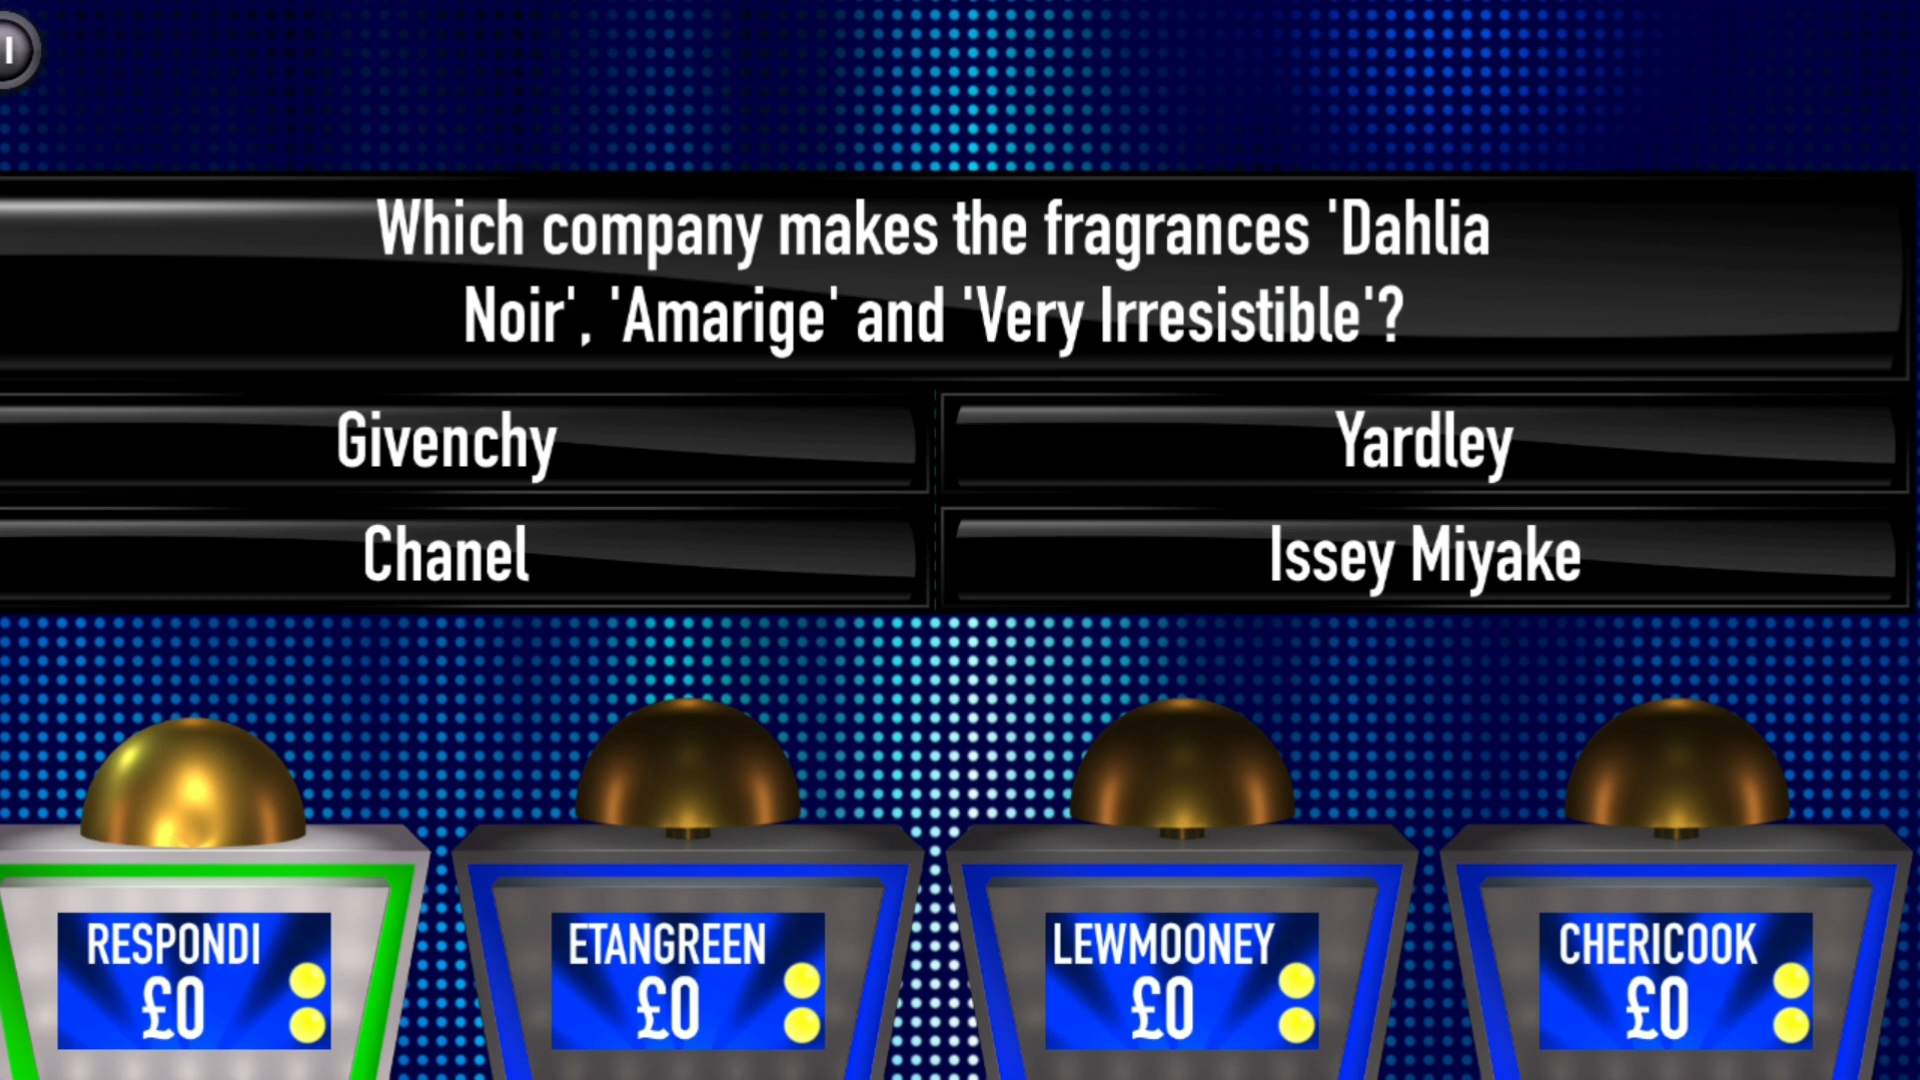 Which company makes the fragrances 'Dahlia
Noir', 'Amarige' and 'Very Irresistible'?
Givenchy
Yardley
Chanel
Issey Miyake
RESPONDI
£0
ETANGREEN
£0
LEWMOONEY
£0
CHERICOOK
£0